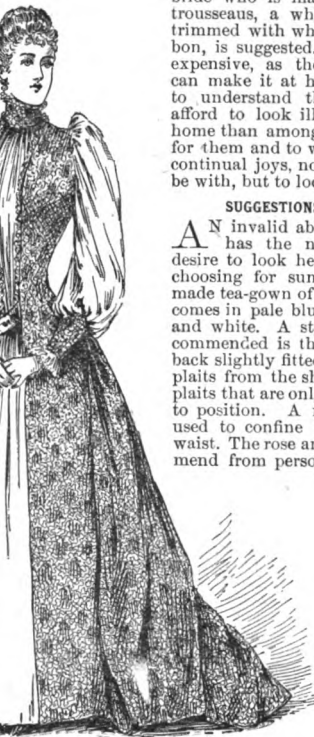 bride who is ma
trousseaus, a wh
trimmed with wh
bon, is suggested.
expensive, as the
can make it at h
to understand t
afford to look ill
home than among
for them and to w
continual joys, no
be with, but to loo
SUGGESTIONS
AN invalid ab
has the n
desire to look he
choosing for sun
made tea-gown of
comes in pale blu
and white. A st
commended is th
back slightly fitted
plaits from the sh
plaits that are onl
to position. A
used to confine
waist. The rose an
mend from perso